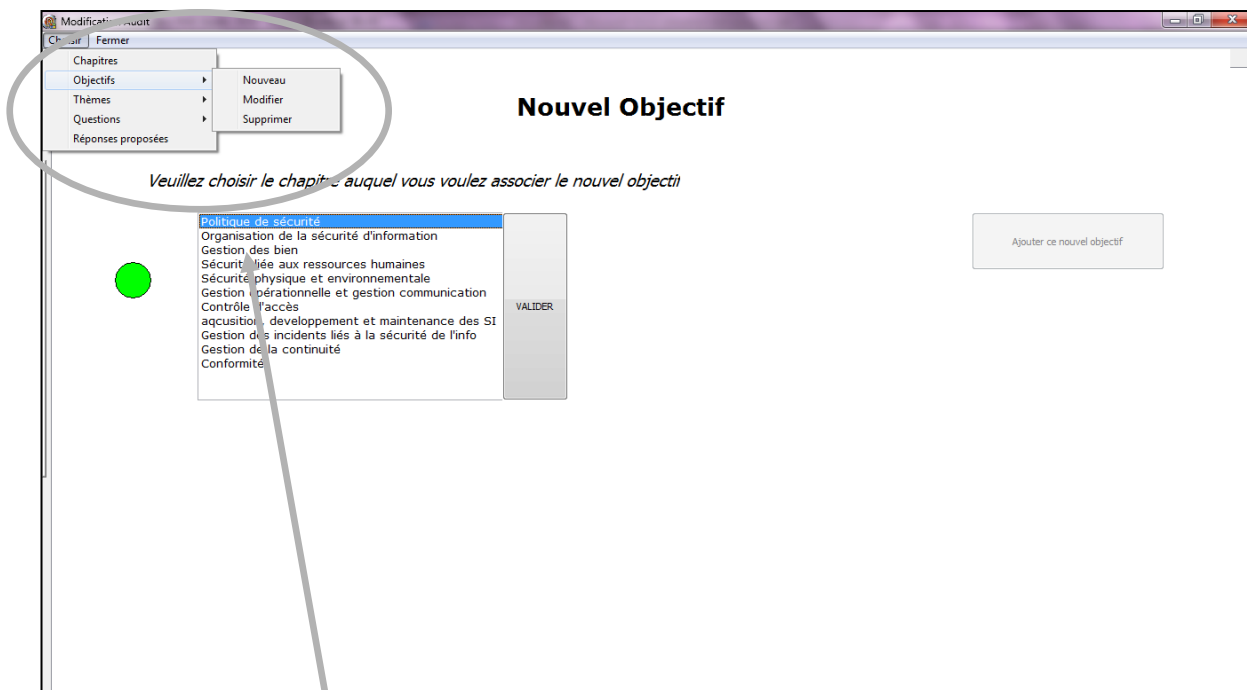 Modification Audit
Choisir Fermer
Chapitres
Objectifs
Thèmes
Questions
Réponses proposées
Nouveau
Modifier
Supprimer
Nouvel Objectif
Veuillez choisir le chapitre auquel vous voulez associer le nouvel objectif
Politique de sécurité
Organisation de la sécurité d'information
Gestion des bien
Sécurité liée aux ressources humaines
Sécurité physique et environnementale
Gestion opérationnelle et gestion communication
Contrôle d'accès
aqcusition, developpement et maintenance des SI
Gestion des incidents liés à la sécurité de l'info
Gestion de la continuité
Conformité
VALIDER
Ajouter ce nouvel objectif